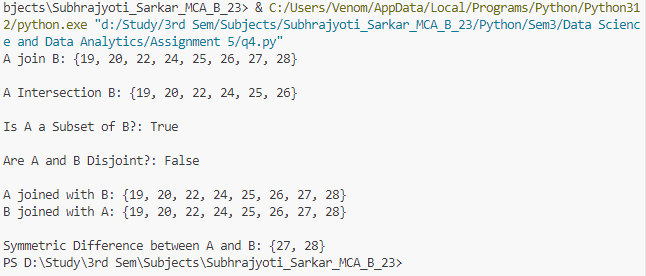 bjects\Subhrajyoti_Sarkar_MCA_B_23> & C:/Users/Venom/AppData/Local/Programs/Python/Python31
2/python.exe "d:/Study/3rd Sem/Subjects/Subhrajyoti_Sarkar_MCA_B_23/Python/Sem3/Data Scienc
e and Data Analytics/Assignment 5/q4.py"
A join B: {19, 20, 22, 24, 25, 26, 27, 28}
A Intersection B: {19, 20, 22, 24, 25, 26}
Is A a Subset of B?: True
Are A and B Disjoint?: False
A joined with B: {19, 20, 22, 24, 25, 26, 27, 28}
B joined with A: {19, 20, 22, 24, 25, 26, 27, 28}
Symmetric Difference between A and B: {27, 28}
PS D:\Study\3rd Sem\Subjects\Subhrajyoti_Sarkar_MCA_B_23>